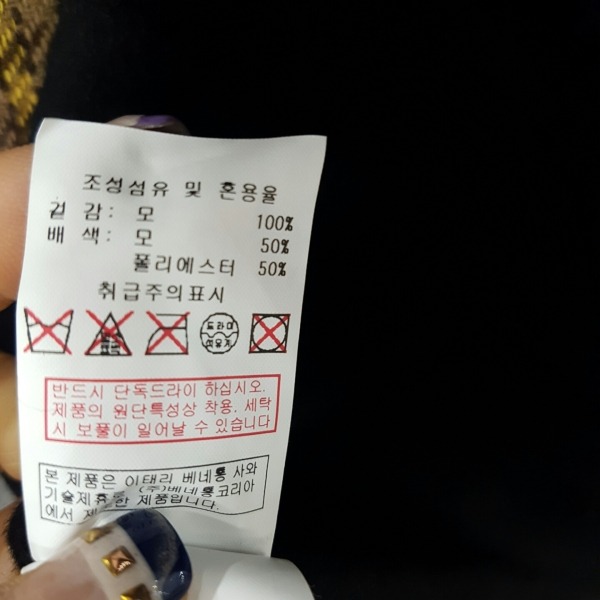 조성섬유 및 혼용율
겉 감: 모 100%
배 색: 모 50%
폴리에스터 50%
취급주의표시
드라이
석유계
반드시 단독드라이 하십시오.
제품의 원단특성상 착용. 세탁
시 보풀이 일어날 수 있습니다
본 제품은 이태리 베네통 사와
기술제휴한 제품입니다.
(주)베네통코리아
에서